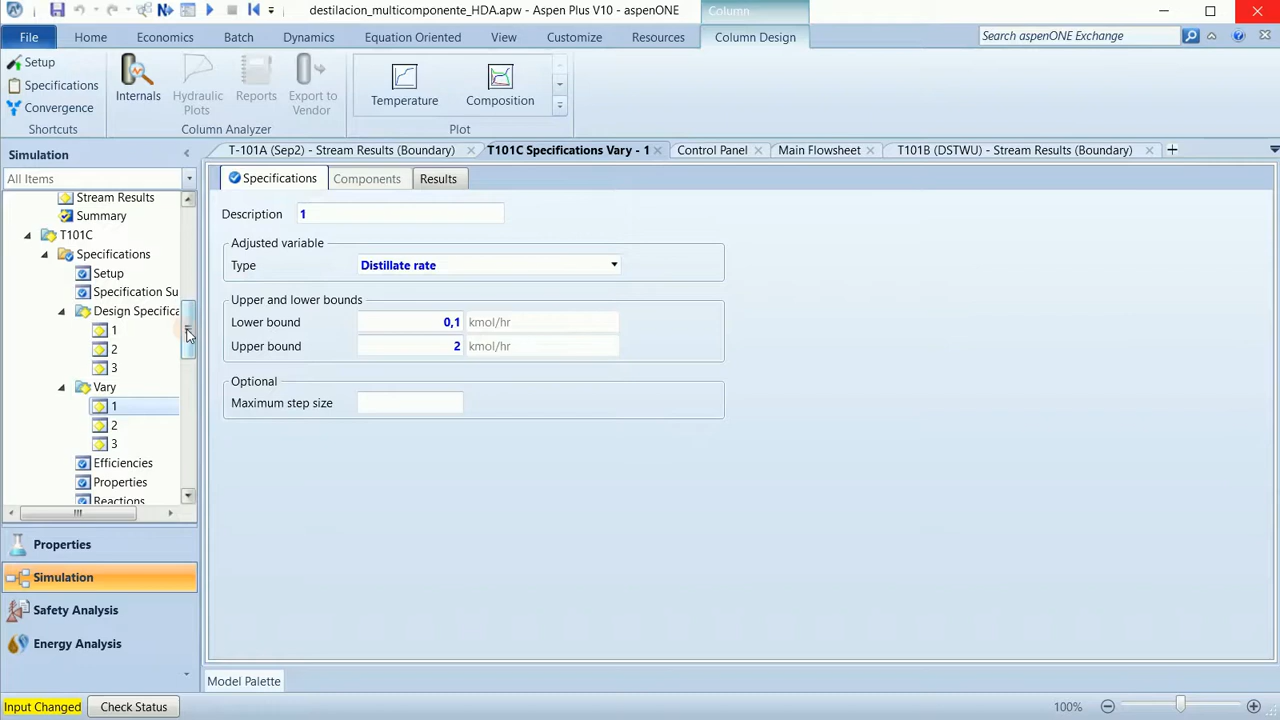 destilacion_multicomponente_HDA.apw - Aspen Plus V10 - aspenONE
Column
File
Home
Economics
Batch
Dynamics
Equation Oriented
View
Customize
Resources
Column Design
Search aspenONE Exchange
Setup
Specifications
Convergence
Shortcuts
Internals
Hydraulic
Plots
Reports
Export to
Vendor
Column Analyzer
Temperature
Composition
Plot
Simulation
All Items
Stream Results
Summary
T101C
Specifications
Setup
Specification Su
Design Specifica
1
2
3
Vary
1
2
3
Efficiencies
Properties
Reactions
Properties
Simulation
Safety Analysis
Energy Analysis
Input Changed
Check Status
T-101A (Sep2) - Stream Results (Boundary)
T101C Specifications Vary - 1
Control Panel
Main Flowsheet
T101B (DSTWU) - Stream Results (Boundary)
Specifications
Components
Results
Description 1
Adjusted variable
Type Distillate rate
Upper and lower bounds
Lower bound 0,1 kmol/hr
Upper bound 2 kmol/hr
Optional
Maximum step size
Model Palette
100%